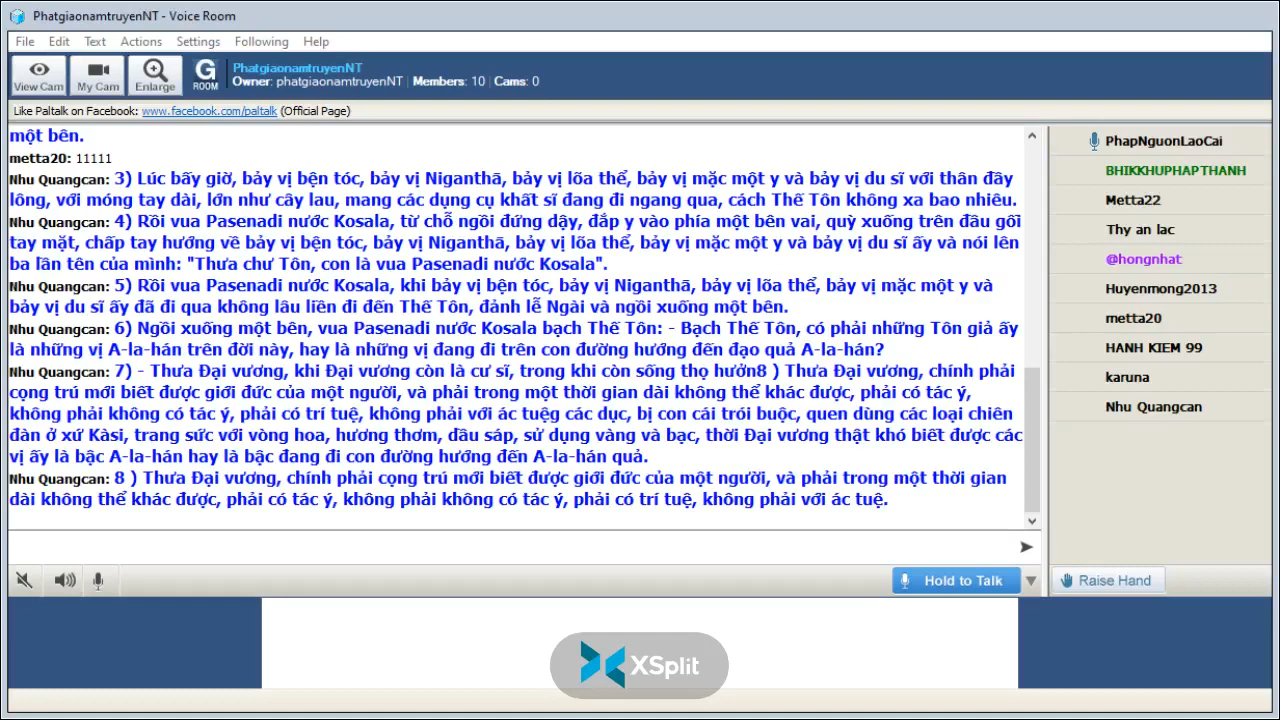 PhatgiaonamtruyenNT - Voice Room
File Edit Text Actions Settings Following Help
View Cam My Cam Enlarge G ROOM
PhatgiaonamtruyenNT
Owner: phatgiaonamtruyenNT Members: 10 Cams: 0
Like Paltalk on Facebook: www.facebook.com/paltalk (Official Page)
một bên.
metta20: 11111
Nhu Quangcan: 3) Lúc bấy giờ, bảy vị bện tóc, bảy vị Niganthā, bảy vị lõa thể, bảy vị mặc một y và bảy vị du sĩ với thân đầy
lông, với móng tay dài, lớn như cây lau, mang các dụng cụ khất sĩ đang đi ngang qua, cách Thế Tôn không xa bao nhiêu.
Nhu Quangcan: 4) Rồi vua Pasenadi nước Kosala, từ chỗ ngồi đứng dậy, đắp y vào phía một bên vai, quỳ xuống trên đầu gối
tay mặt, chấp tay hướng về bảy vị bện tóc, bảy vị Niganthā, bảy vị lõa thể, bảy vị mặc một y và bảy vị du sĩ ấy và nói lên
ba lần tên của mình: "Thưa chư Tôn, con là vua Pasenadi nước Kosala".
Nhu Quangcan: 5) Rồi vua Pasenadi nước Kosala, khi bảy vị bện tóc, bảy vị Niganthā, bảy vị lõa thể, bảy vị mặc một y và
bảy vị du sĩ ấy đã đi qua không lâu liền đi đến Thế Tôn, đảnh lễ Ngài và ngồi xuống một bên.
Nhu Quangcan: 6) Ngồi xuống một bên, vua Pasenadi nước Kosala bạch Thế Tôn: - Bạch Thế Tôn, có phải những Tôn giả ấy
là những vị A-la-hán trên đời này, hay là những vị đang đi trên con đường hướng đến đạo quả A-la-hán?
Nhu Quangcan: 7) - Thưa Đại vương, khi Đại vương còn là cư sĩ, trong khi còn sống thọ hưởn8 ) Thưa Đại vương, chính phải
cọng trú mới biết được giới đức của một người, và phải trong một thời gian dài không thể khác được, phải có tác ý,
không phải không có tác ý, phải có trí tuệ, không phải với ác tuệg các dục, bị con cái trói buộc, quen dùng các loại chiên
đàn ở xứ Kàsi, trang sức với vòng hoa, hương thơm, dầu sáp, sử dụng vàng và bạc, thời Đại vương thật khó biết được các
vị ấy là bậc A-la-hán hay là bậc đang đi con đường hướng đến A-la-hán quả.
Nhu Quangcan: 8 ) Thưa Đại vương, chính phải cọng trú mới biết được giới đức của một người, và phải trong một thời gian
dài không thể khác được, phải có tác ý, không phải không có tác ý, phải có trí tuệ, không phải với ác tuệ.
PhapNguonLaoCai
BHIKKHUPHAPTHANH
Metta22
Thy an lac
@hongnhat
Huyenmong2013
metta20
HANH KIEM 99
karuna
Nhu Quangcan
Hold to Talk
Raise Hand
XSplit